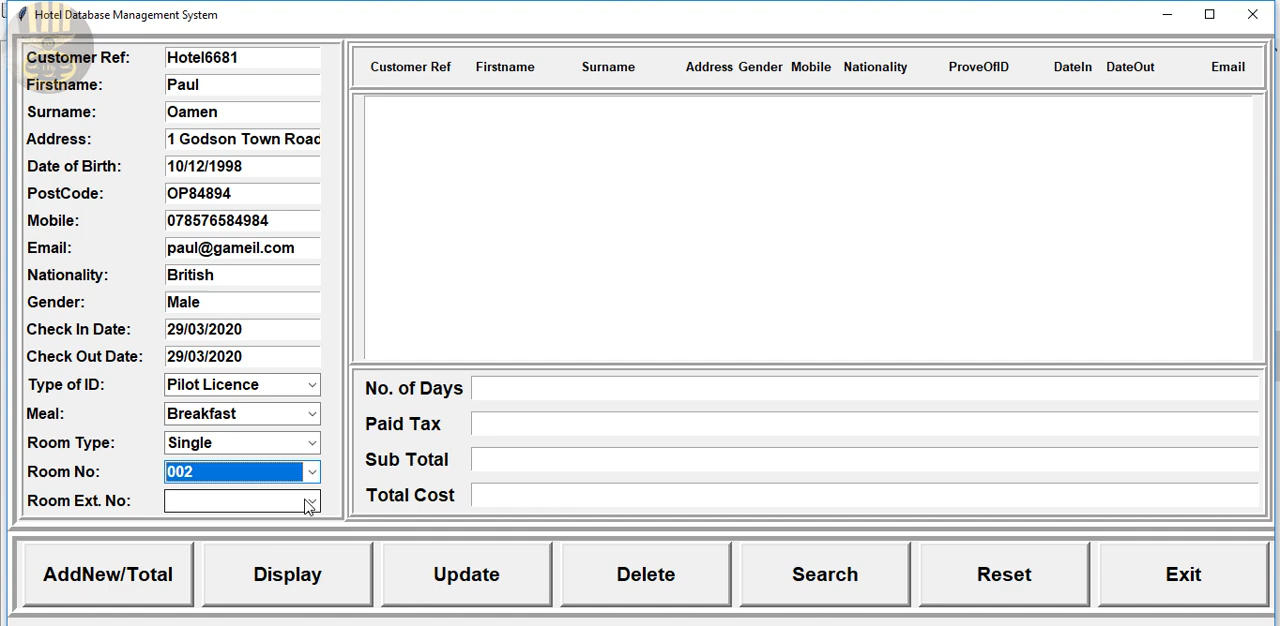 Hotel Database Management System
Customer Ref: Hotel6681
Firstname: Paul
Surname: Oamen
Address: 1 Godson Town Road
Date of Birth: 10/12/1998
PostCode: OP84894
Mobile: 078576584984
Email: paul@gameil.com
Nationality: British
Gender: Male
Check In Date: 29/03/2020
Check Out Date: 29/03/2020
Type of ID: Pilot Licence
Meal: Breakfast
Room Type: Single
Room No: 002
Room Ext. No:
Customer Ref Firstname Surname Address Gender Mobile Nationality ProveOfID DateIn DateOut Email
No. of Days
Paid Tax
Sub Total
Total Cost
AddNew/Total Display Update Delete Search Reset Exit